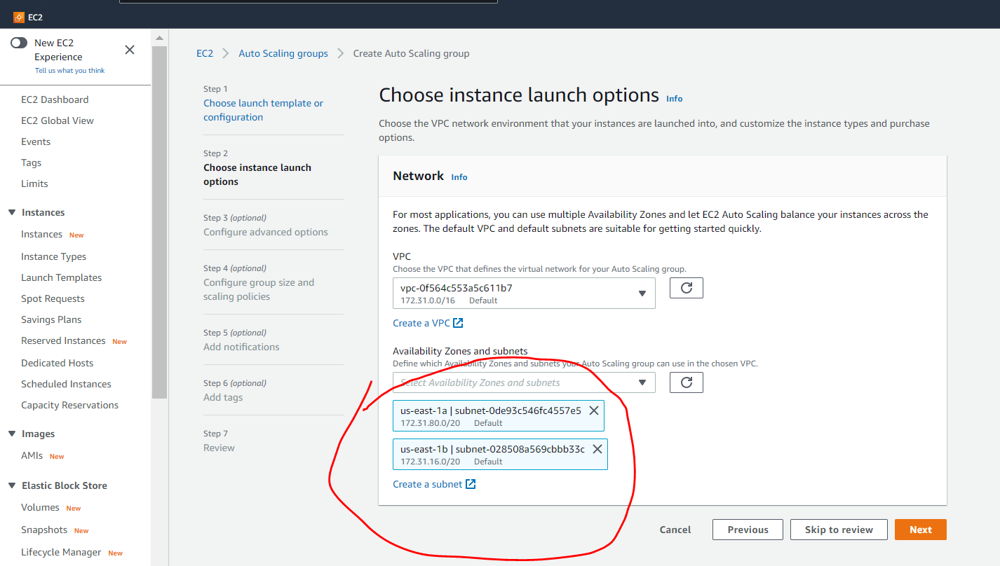 EC2
New EC2
Experience
Tell us what you think
EC2 Dashboard
EC2 Global View
Events
Tags
Limits
Instances
Instances New
Instance Types
Launch Templates
Spot Requests
Savings Plans
Reserved Instances New
Dedicated Hosts
Scheduled Instances
Capacity Reservations
Images
AMIs New
Elastic Block Store
Volumes New
Snapshots New
Lifecycle Manager New
EC2 > Auto Scaling groups > Create Auto Scaling group
Step 1
Choose launch template or
configuration
Step 2
Choose instance launch
options
Step 3 (optional)
Configure advanced options
Step 4 (optional)
Configure group size and
scaling policies
Step 5 (optional)
Add notifications
Step 6 (optional)
Add tags
Step 7
Review
Choose instance launch options Info
Choose the VPC network environment that your instances are launched into, and customize the instance types and purchase
options.
Network Info
For most applications, you can use multiple Availability Zones and let EC2 Auto Scaling balance your instances across the
zones. The default VPC and default subnets are suitable for getting started quickly.
VPC
Choose the VPC that defines the virtual network for your Auto Scaling group.
vpc-0f564c553a5c611b7
172.31.0.0/16 Default
Create a VPC
Availability Zones and subnets
Define which Availability Zones and subnets your Auto Scaling group can use in the chosen VPC.
Select Availability Zones and subnets
us-east-1a | subnet-0de93c546fc4557e5
172.31.80.0/20 Default
us-east-1b | subnet-028508a569cbbb33c
172.31.16.0/20 Default
Create a subnet
Cancel
Previous
Skip to review
Next